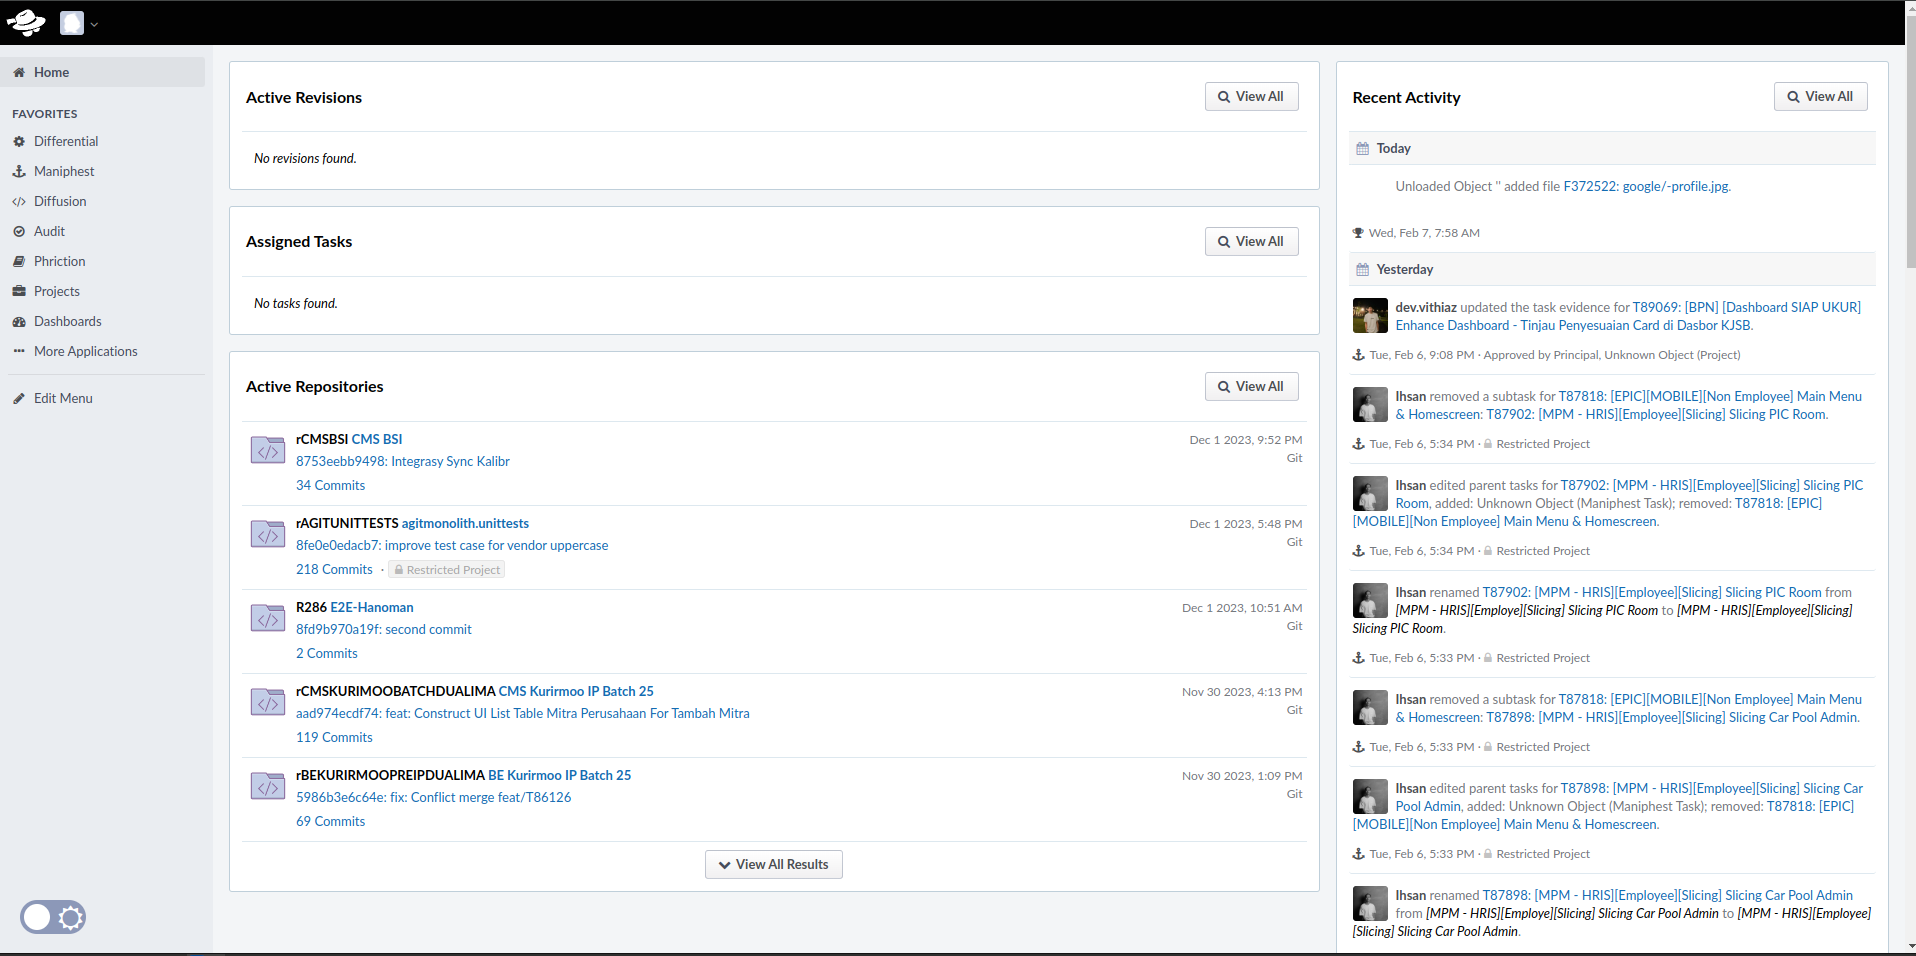 Home
FAVORITES
Differential
Maniphest
Diffusion
Audit
Phriction
Projects
Dashboards
More Applications
Edit Menu
Active Revisions
View All
No revisions found.
Assigned Tasks
View All
No tasks found.
Active Repositories
View All
rCMSBSI CMS BSI
Dec 1 2023, 9:52 PM
8753eebb9498: Integrasy Sync Kalibr
Git
34 Commits
rAGITUNITTESTS agitmonolith.unittests
Dec 1 2023, 5:48 PM
8fe0e0edacb7: improve test case for vendor uppercase
Git
218 Commits · Restricted Project
R286 E2E-Hanoman
Dec 1 2023, 10:51 AM
8fd9b970a19f: second commit
Git
2 Commits
rCMSKURIMOOBATCHDUALIMA CMS Kurirmoo IP Batch 25
Nov 30 2023, 4:13 PM
aad974ecdf74: feat: Construct UI List Table Mitra Perusahaan For Tambah Mitra
Git
119 Commits
rBEKURIRMOOPREIPDUALIMA BE Kurirmoo IP Batch 25
Nov 30 2023, 1:09 PM
5986b3e6c64e: fix: Conflict merge feat/T86126
Git
69 Commits
View All Results
Recent Activity
View All
Today
Unloaded Object '' added file F372522: google/-profile.jpg.
Wed, Feb 7, 7:58 AM
Yesterday
dev.vithiaz updated the task evidence for T89069: [BPN] [Dashboard SIAP UKUR]
Enhance Dashboard - Tinjau Penyesuaian Card di Dasbor KJSB.
Tue, Feb 6, 9:08 PM · Approved by Principal, Unknown Object (Project)
Ihsan removed a subtask for T87818: [EPIC][MOBILE][Non Employee] Main Menu
& Homescreen: T87902: [MPM - HRIS][Employee][Slicing] Slicing PIC Room.
Tue, Feb 6, 5:34 PM · Restricted Project
Ihsan edited parent tasks for T87902: [MPM - HRIS][Employee][Slicing] Slicing PIC
Room, added: Unknown Object (Maniphest Task); removed: T87818: [EPIC]
[MOBILE][Non Employee] Main Menu & Homescreen.
Tue, Feb 6, 5:34 PM · Restricted Project
Ihsan renamed T87902: [MPM - HRIS][Employee][Slicing] Slicing PIC Room from
[MPM - HRIS][Employe][Slicing] Slicing PIC Room to [MPM - HRIS][Employee][Slicing]
Slicing PIC Room.
Tue, Feb 6, 5:33 PM · Restricted Project
Ihsan removed a subtask for T87818: [EPIC][MOBILE][Non Employee] Main Menu
& Homescreen: T87898: [MPM - HRIS][Employee][Slicing] Slicing Car Pool Admin.
Tue, Feb 6, 5:33 PM · Restricted Project
Ihsan edited parent tasks for T87898: [MPM - HRIS][Employee][Slicing] Slicing Car
Pool Admin, added: Unknown Object (Maniphest Task); removed: T87818: [EPIC]
[MOBILE][Non Employee] Main Menu & Homescreen.
Tue, Feb 6, 5:33 PM · Restricted Project
Ihsan renamed T87898: [MPM - HRIS][Employee][Slicing] Slicing Car Pool Admin
from [MPM - HRIS][Employe][Slicing] Slicing Car Pool Admin to [MPM - HRIS][Employee]
[Slicing] Slicing Car Pool Admin.